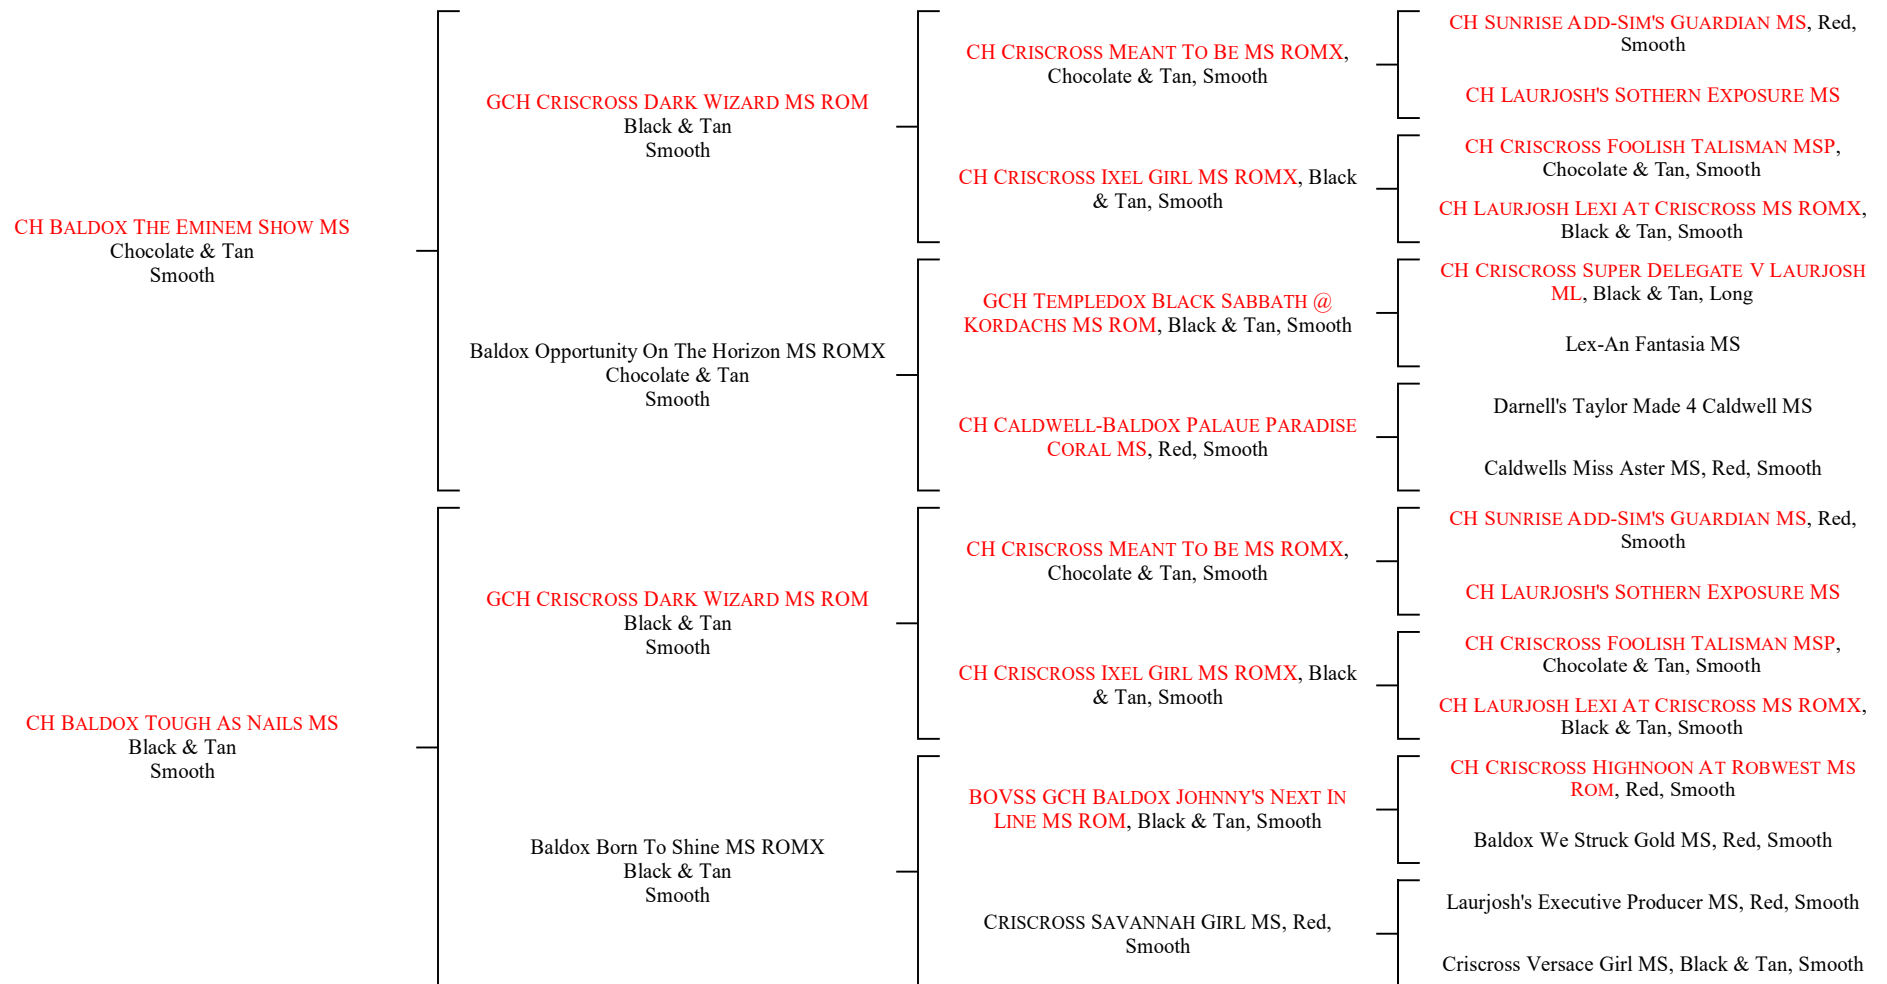 CH BALDOX THE EMINEM SHOW MS
Chocolate & Tan
Smooth
GCH CRISCROSS DARK WIZARD MS ROM
Black & Tan
Smooth
CH CRISCROSS MEANT TO BE MS ROMX,
Chocolate & Tan, Smooth
CH SUNRISE ADD-SIM'S GUARDIAN MS, Red,
Smooth
CH LAURJOSH'S SOTHERN EXPOSURE MS
CH CRISCROSS IXEL GIRL MS ROMX, Black
& Tan, Smooth
CH CRISCROSS FOOLISH TALISMAN MSP,
Chocolate & Tan, Smooth
CH LAURJOSH LEXI AT CRISCROSS MS ROMX,
Black & Tan, Smooth
Baldox Opportunity On The Horizon MS ROMX
Chocolate & Tan
Smooth
GCH TEMPLEDOX BLACK SABBATH @
KORDACHS MS ROM, Black & Tan, Smooth
CH CRISCROSS SUPER DELEGATE V LAURJOSH
ML, Black & Tan, Long
Lex-An Fantasia MS
CH CALDWELL-BALDOX PALAUE PARADISE
CORAL MS, Red, Smooth
Darnell's Taylor Made 4 Caldwell MS
Caldwells Miss Aster MS, Red, Smooth
CH BALDOX TOUGH AS NAILS MS
Black & Tan
Smooth
GCH CRISCROSS DARK WIZARD MS ROM
Black & Tan
Smooth
CH CRISCROSS MEANT TO BE MS ROMX,
Chocolate & Tan, Smooth
CH SUNRISE ADD-SIM'S GUARDIAN MS, Red,
Smooth
CH LAURJOSH'S SOTHERN EXPOSURE MS
CH CRISCROSS IXEL GIRL MS ROMX, Black
& Tan, Smooth
CH CRISCROSS FOOLISH TALISMAN MSP,
Chocolate & Tan, Smooth
CH LAURJOSH LEXI AT CRISCROSS MS ROMX,
Black & Tan, Smooth
Baldox Born To Shine MS ROMX
Black & Tan
Smooth
BOVSS GCH BALDOX JOHNNY'S NEXT IN
LINE MS ROM, Black & Tan, Smooth
CH CRISCROSS HIGHNOON AT ROBWEST MS
ROM, Red, Smooth
Baldox We Struck Gold MS, Red, Smooth
CRISCROSS SAVANNAH GIRL MS, Red,
Smooth
Laurjosh's Executive Producer MS, Red, Smooth
Criscross Versace Girl MS, Black & Tan, Smooth